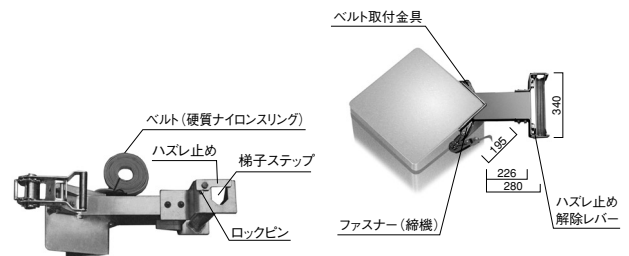 ベルト(硬質ナイロンスリング)
ハズレ止め
梯子ステップ
ロックピン
ベルト取付金具
340
195
226
280
ハズレ止め
解除レバー
ファスナー(締機)